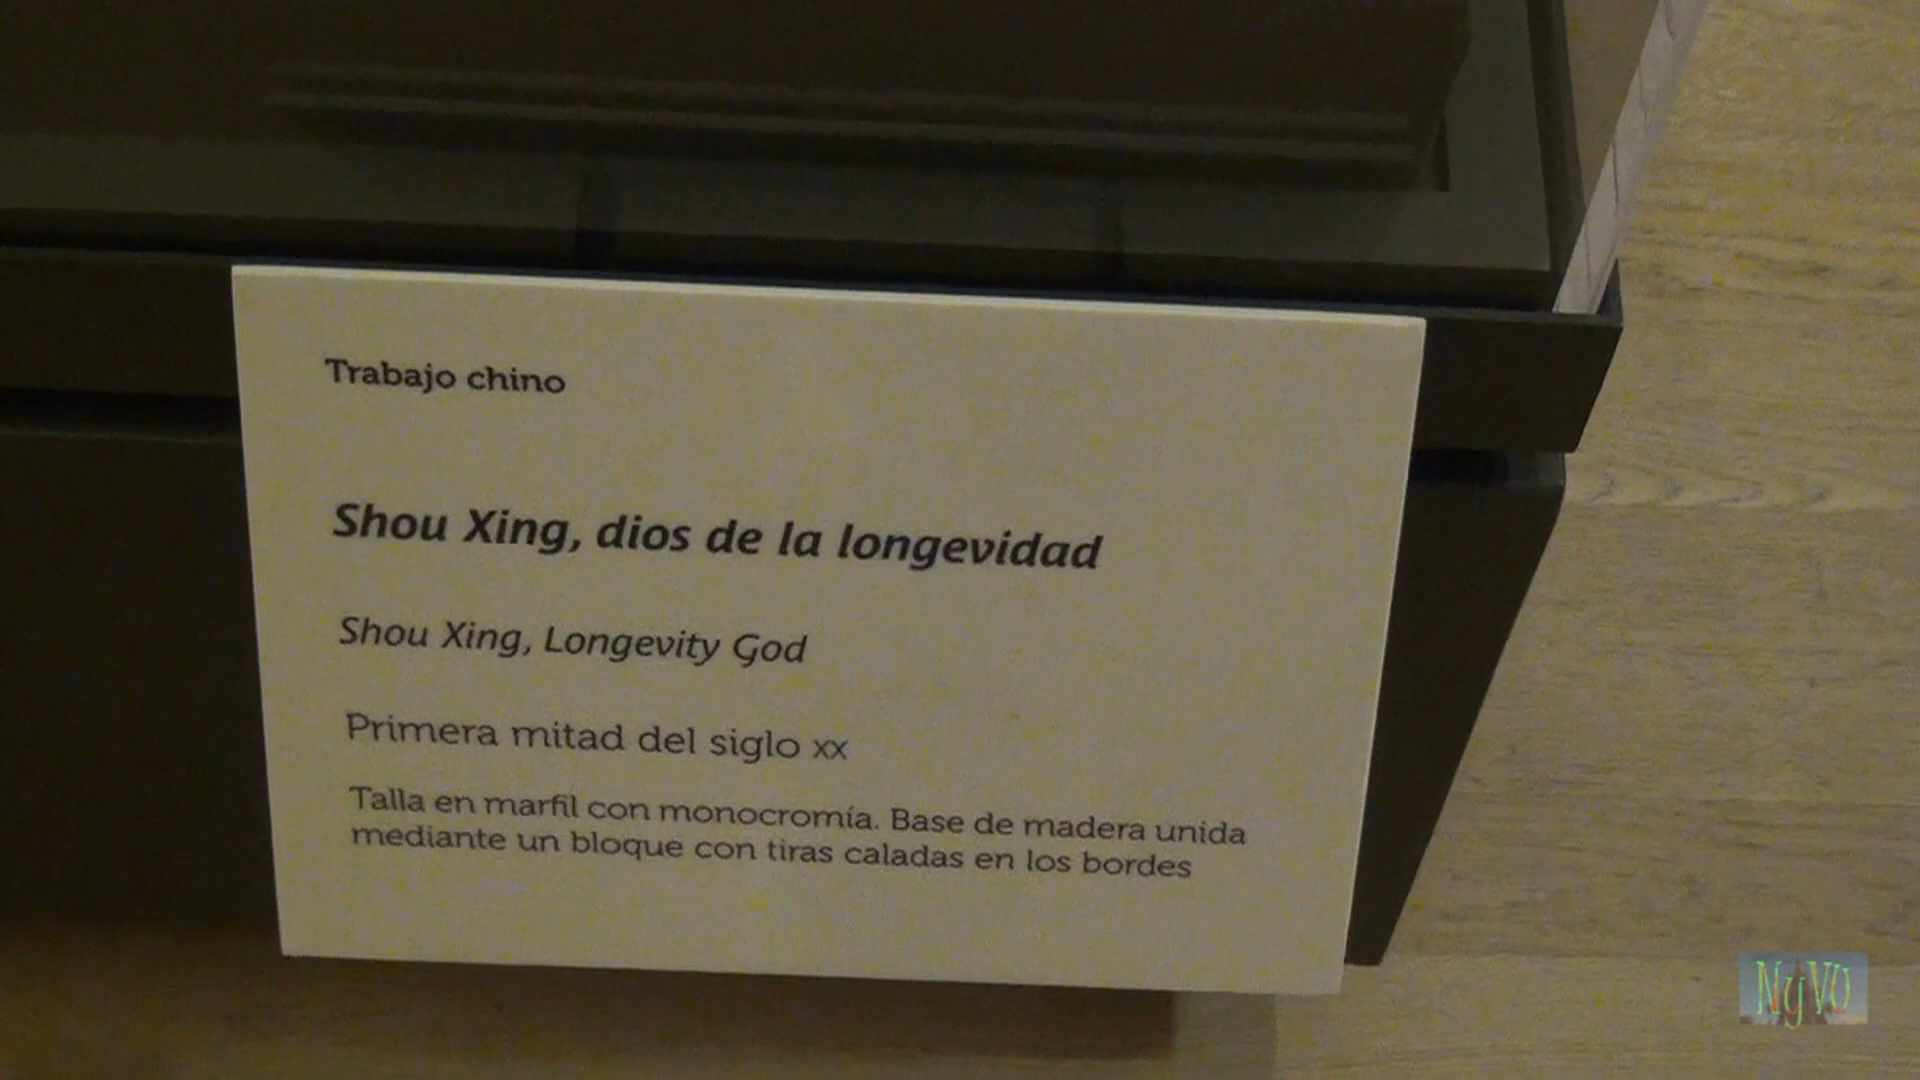 Trabajo chino
Shou Xing, dios de la longevidad
Shou Xing, Longevity God
Primera mitad del siglo XX
Talla en marfil con monocromía. Base de madera unida
mediante un bloque con tiras caladas en los bordes
NyVO